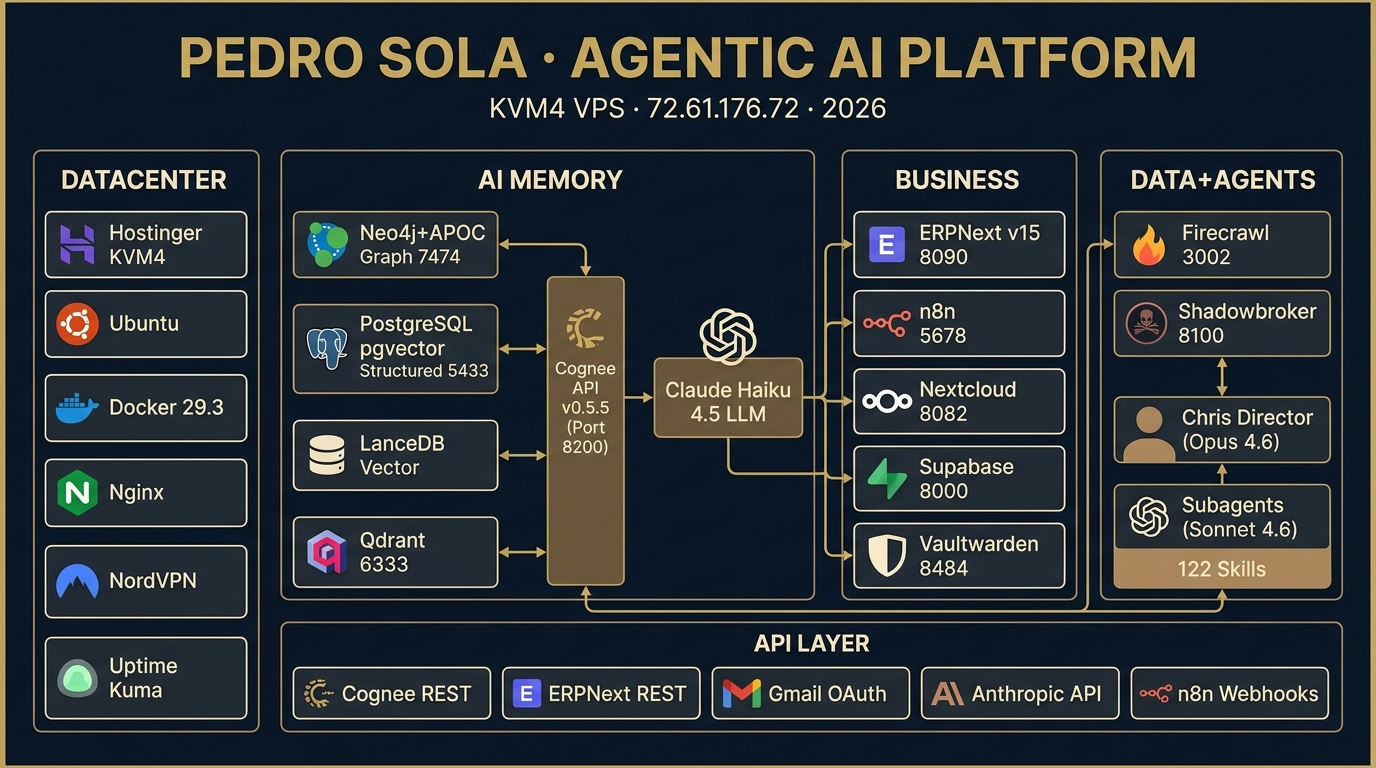 PEDRO SOLA · AGENTIC AI PLATFORM
KVM4 VPS · 72.61.176.72 · 2026
DATACENTER
Hostinger
KVM4
Ubuntu
Docker 29.3
Nginx
NordVPN
Uptime
Kuma
AI MEMORY
Neo4j+APOC
Graph 7474
PostgreSQL
pgvector
Structured 5433
LanceDB
Vector
Qdrant
6333
Cognee
API
v0.5.5
(Port
8200)
Claude Haiku
4.5 LLM
BUSINESS
E
ERPNext v15
8090
n8n
5678
Nextcloud
8082
Supabase
8000
Vaultwarden
8484
DATA+AGENTS
Firecrawl
3002
Shadowbroker
8100
Chris Director
(Opus 4.6)
Subagents
(Sonnet 4.6)
122 Skills
API LAYER
Cognee REST
E ERPNext REST
Gmail OAuth
Anthropic API
n8n Webhooks